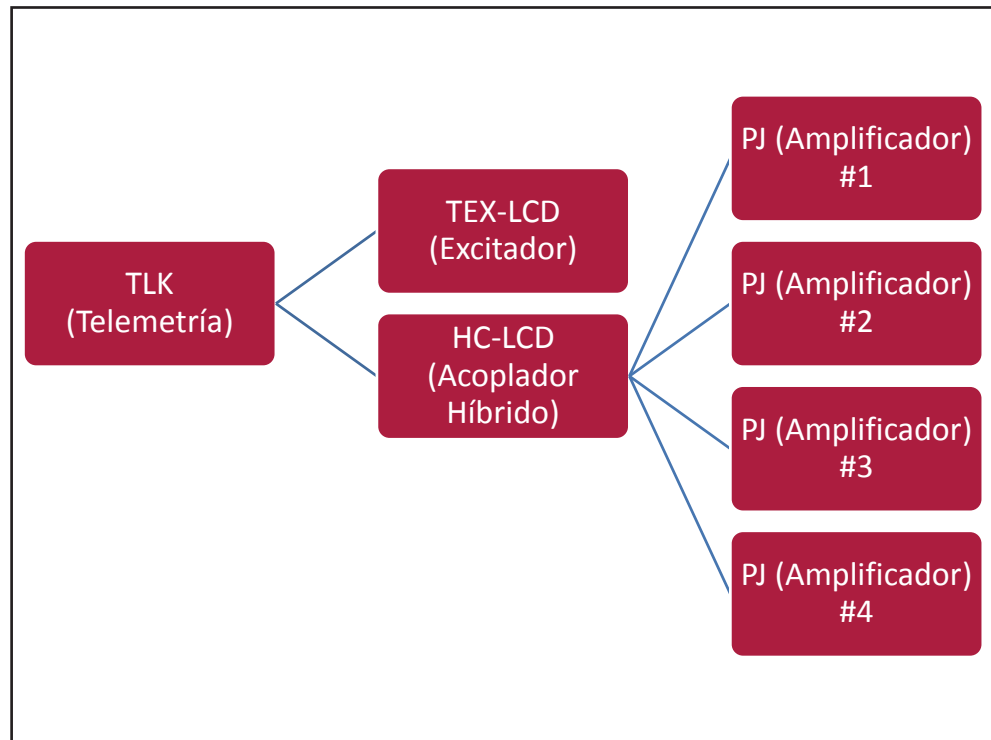 TLK
(Telemetría)
TEX-LCD
(Excitador)
HC-LCD
(Acoplador
Híbrido)
PJ (Amplificador)
#1
PJ (Amplificador)
#2
PJ (Amplificador)
#3
PJ (Amplificador)
#4